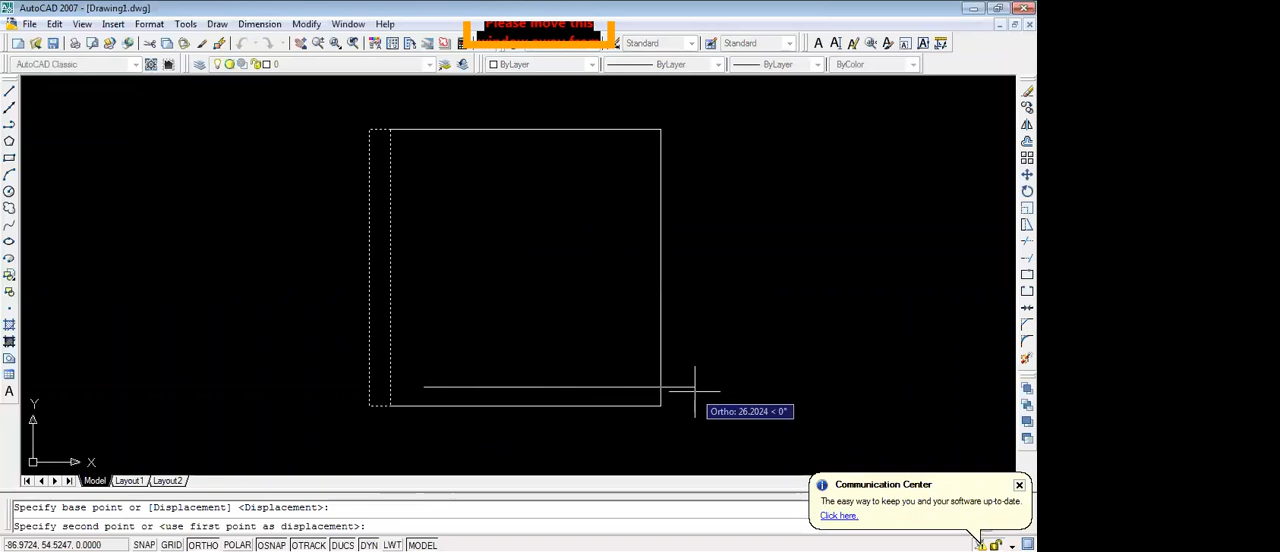 AutoCAD 2007 - [Drawing1.dwg]
File Edit View Insert Format Tools Draw Dimension Modify Window Help
Please move this
window away from
Standard Standard
AutoCAD Classic 0 ByLayer ByLayer ByLayer ByColor
Ortho: 26.2024 < 0°
Y
X
Model Layout1 Layout2
Communication Center
The easy way to keep you and your software up-to-date.
Click here.
Specify base point or [Displacement] <Displacement>:
Specify second point or <use first point as displacement>:
-86.9724, 54.5247, 0.0000 SNAP GRID ORTHO POLAR OSNAP OTRACK DUCS DYN LWT MODEL